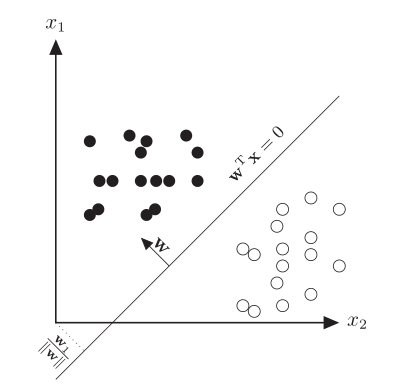 x₁
wᵀx = 0
w
x₂
w₁
‖w‖